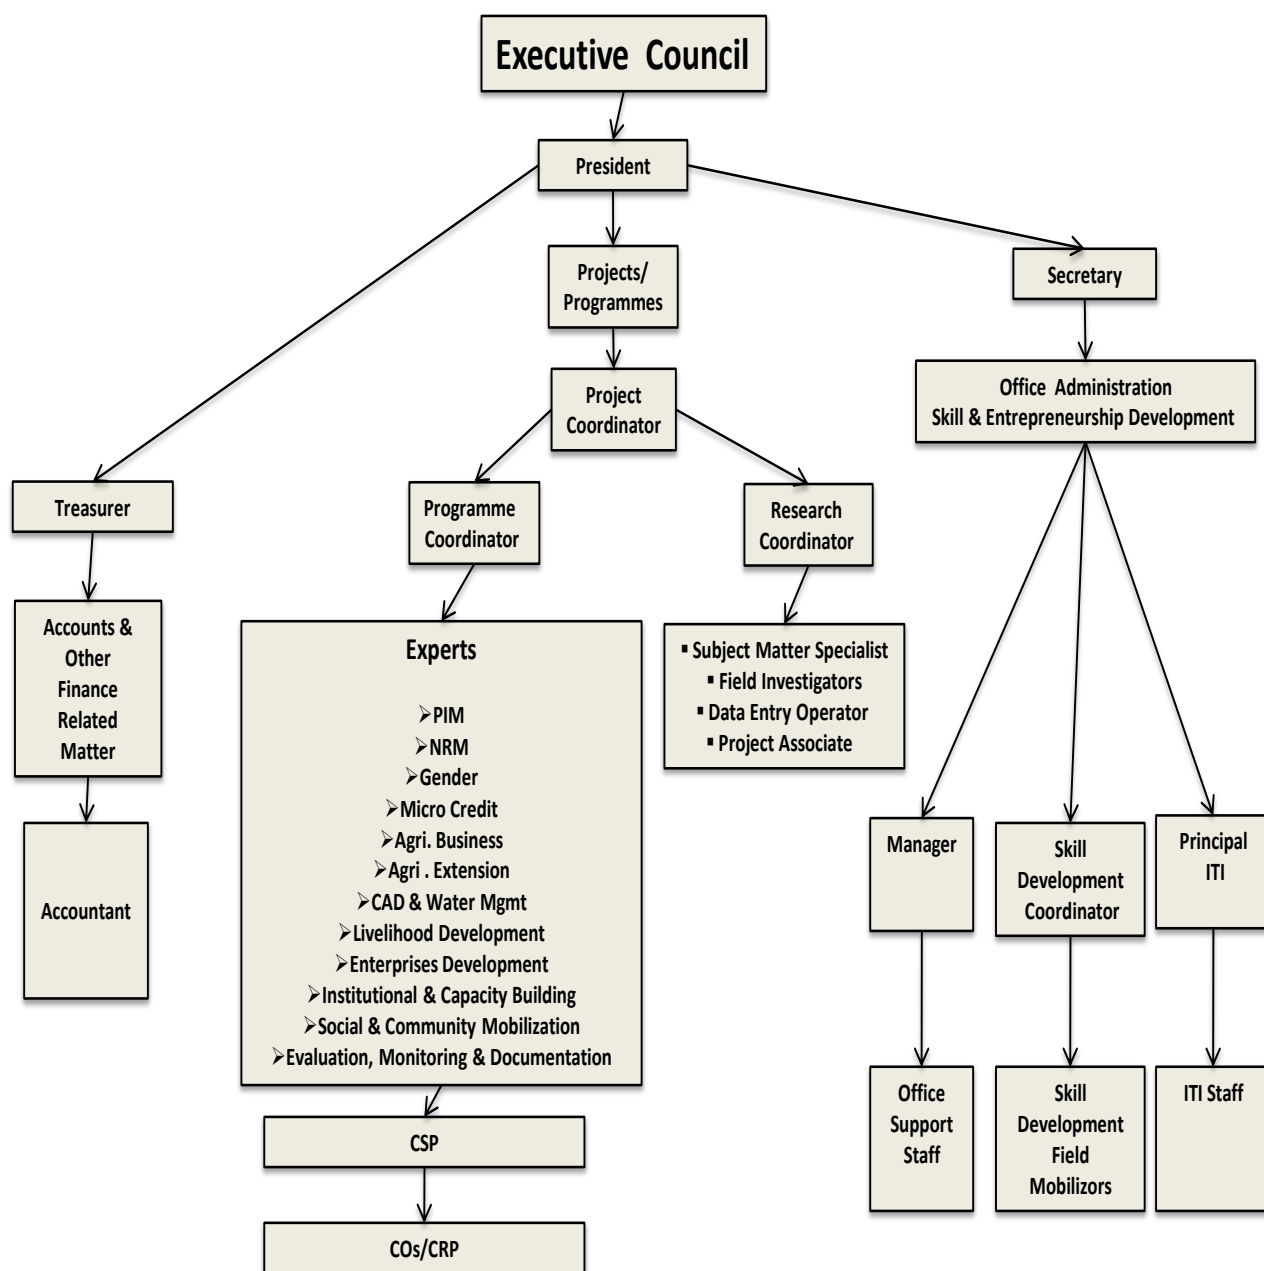 Executive Council
President
Projects/
Programmes
Secretary
Project
Coordinator
Office Administration
Skill & Entrepreneurship Development
Treasurer
Programme
Coordinator
Research
Coordinator
Accounts &
Other
Finance
Related
Matter
Experts
➢PIM
➢NRM
➢Gender
➢Micro Credit
➢Agri. Business
➢Agri . Extension
➢CAD & Water Mgmt
➢Livelihood Development
➢Enterprises Development
➢Institutional & Capacity Building
➢Social & Community Mobilization
➢Evaluation, Monitoring & Documentation
▪ Subject Matter Specialist
▪ Field Investigators
▪ Data Entry Operator
▪ Project Associate
Accountant
Manager
Skill
Development
Coordinator
Principal
ITI
CSP
COs/CRP
Office
Support
Staff
Skill
Development
Field
Mobilizors
ITI Staff